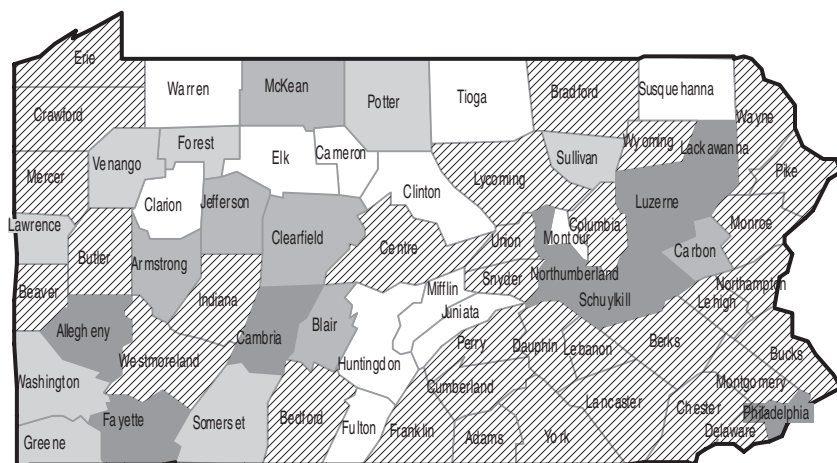 Erie
Warren
McKean
Potter
Tioga
Bradford
Susquehanna
Crawford
Wayne
Forest
Venango
Elk
Cameron
Sullivan
Wyoming
Lackawanna
Mercer
Clinton
Lycoming
Pike
Clarion
Jefferson
Luzerne
Lawrence
Clearfield
Centre
Union
Montour
Columbia
Monroe
Butler
Armstrong
Carbon
Beaver
Indiana
Mifflin
Snyder
Northumberland
Northampton
Schuylkill
Lehigh
Allegheny
Cambria
Blair
Juniata
Westmoreland
Huntingdon
Perry
Dauphin
Lebanon
Berks
Bucks
Washington
Cumberland
Montgomery
Fayette
Somerset
Bedford
Fulton
Franklin
Adams
York
Lancaster
Chester
Philadelphia
Delaware
Greene